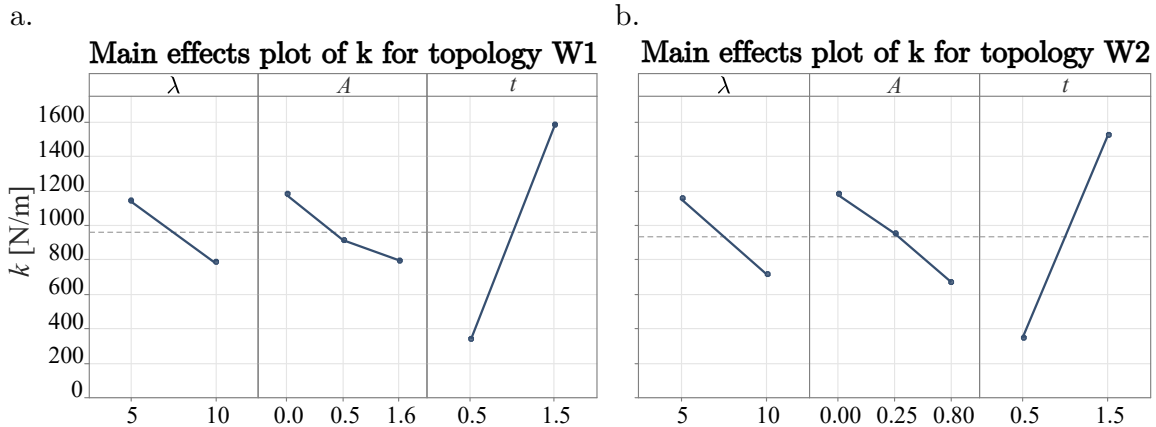 a.
Main effects plot of k for topology W1
λ A t
k [N/m]
1600
1400
1200
1000
800
600
400
200
0
5 10 0.0 0.5 1.6 0.5 1.5
b.
Main effects plot of k for topology W2
λ A t
5 10 0.00 0.25 0.80 0.5 1.5